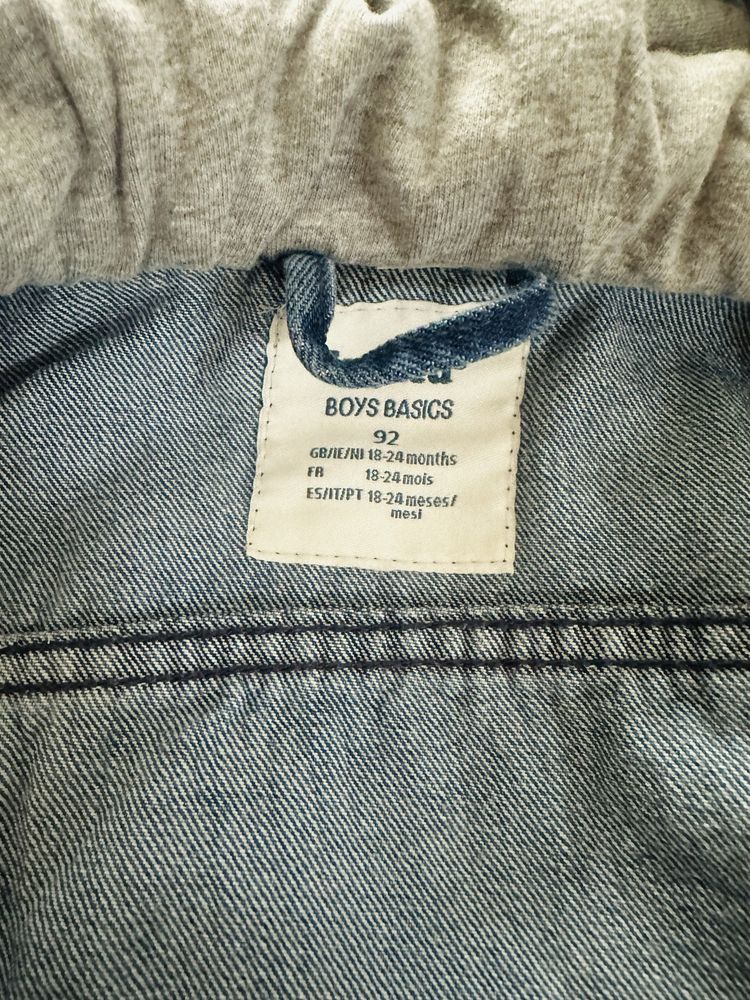 BOYS BASICS
92
GB/IE/NI 18-24 months
FR 18-24 mois
ES/IT/PT 18-24 meses/
mesi